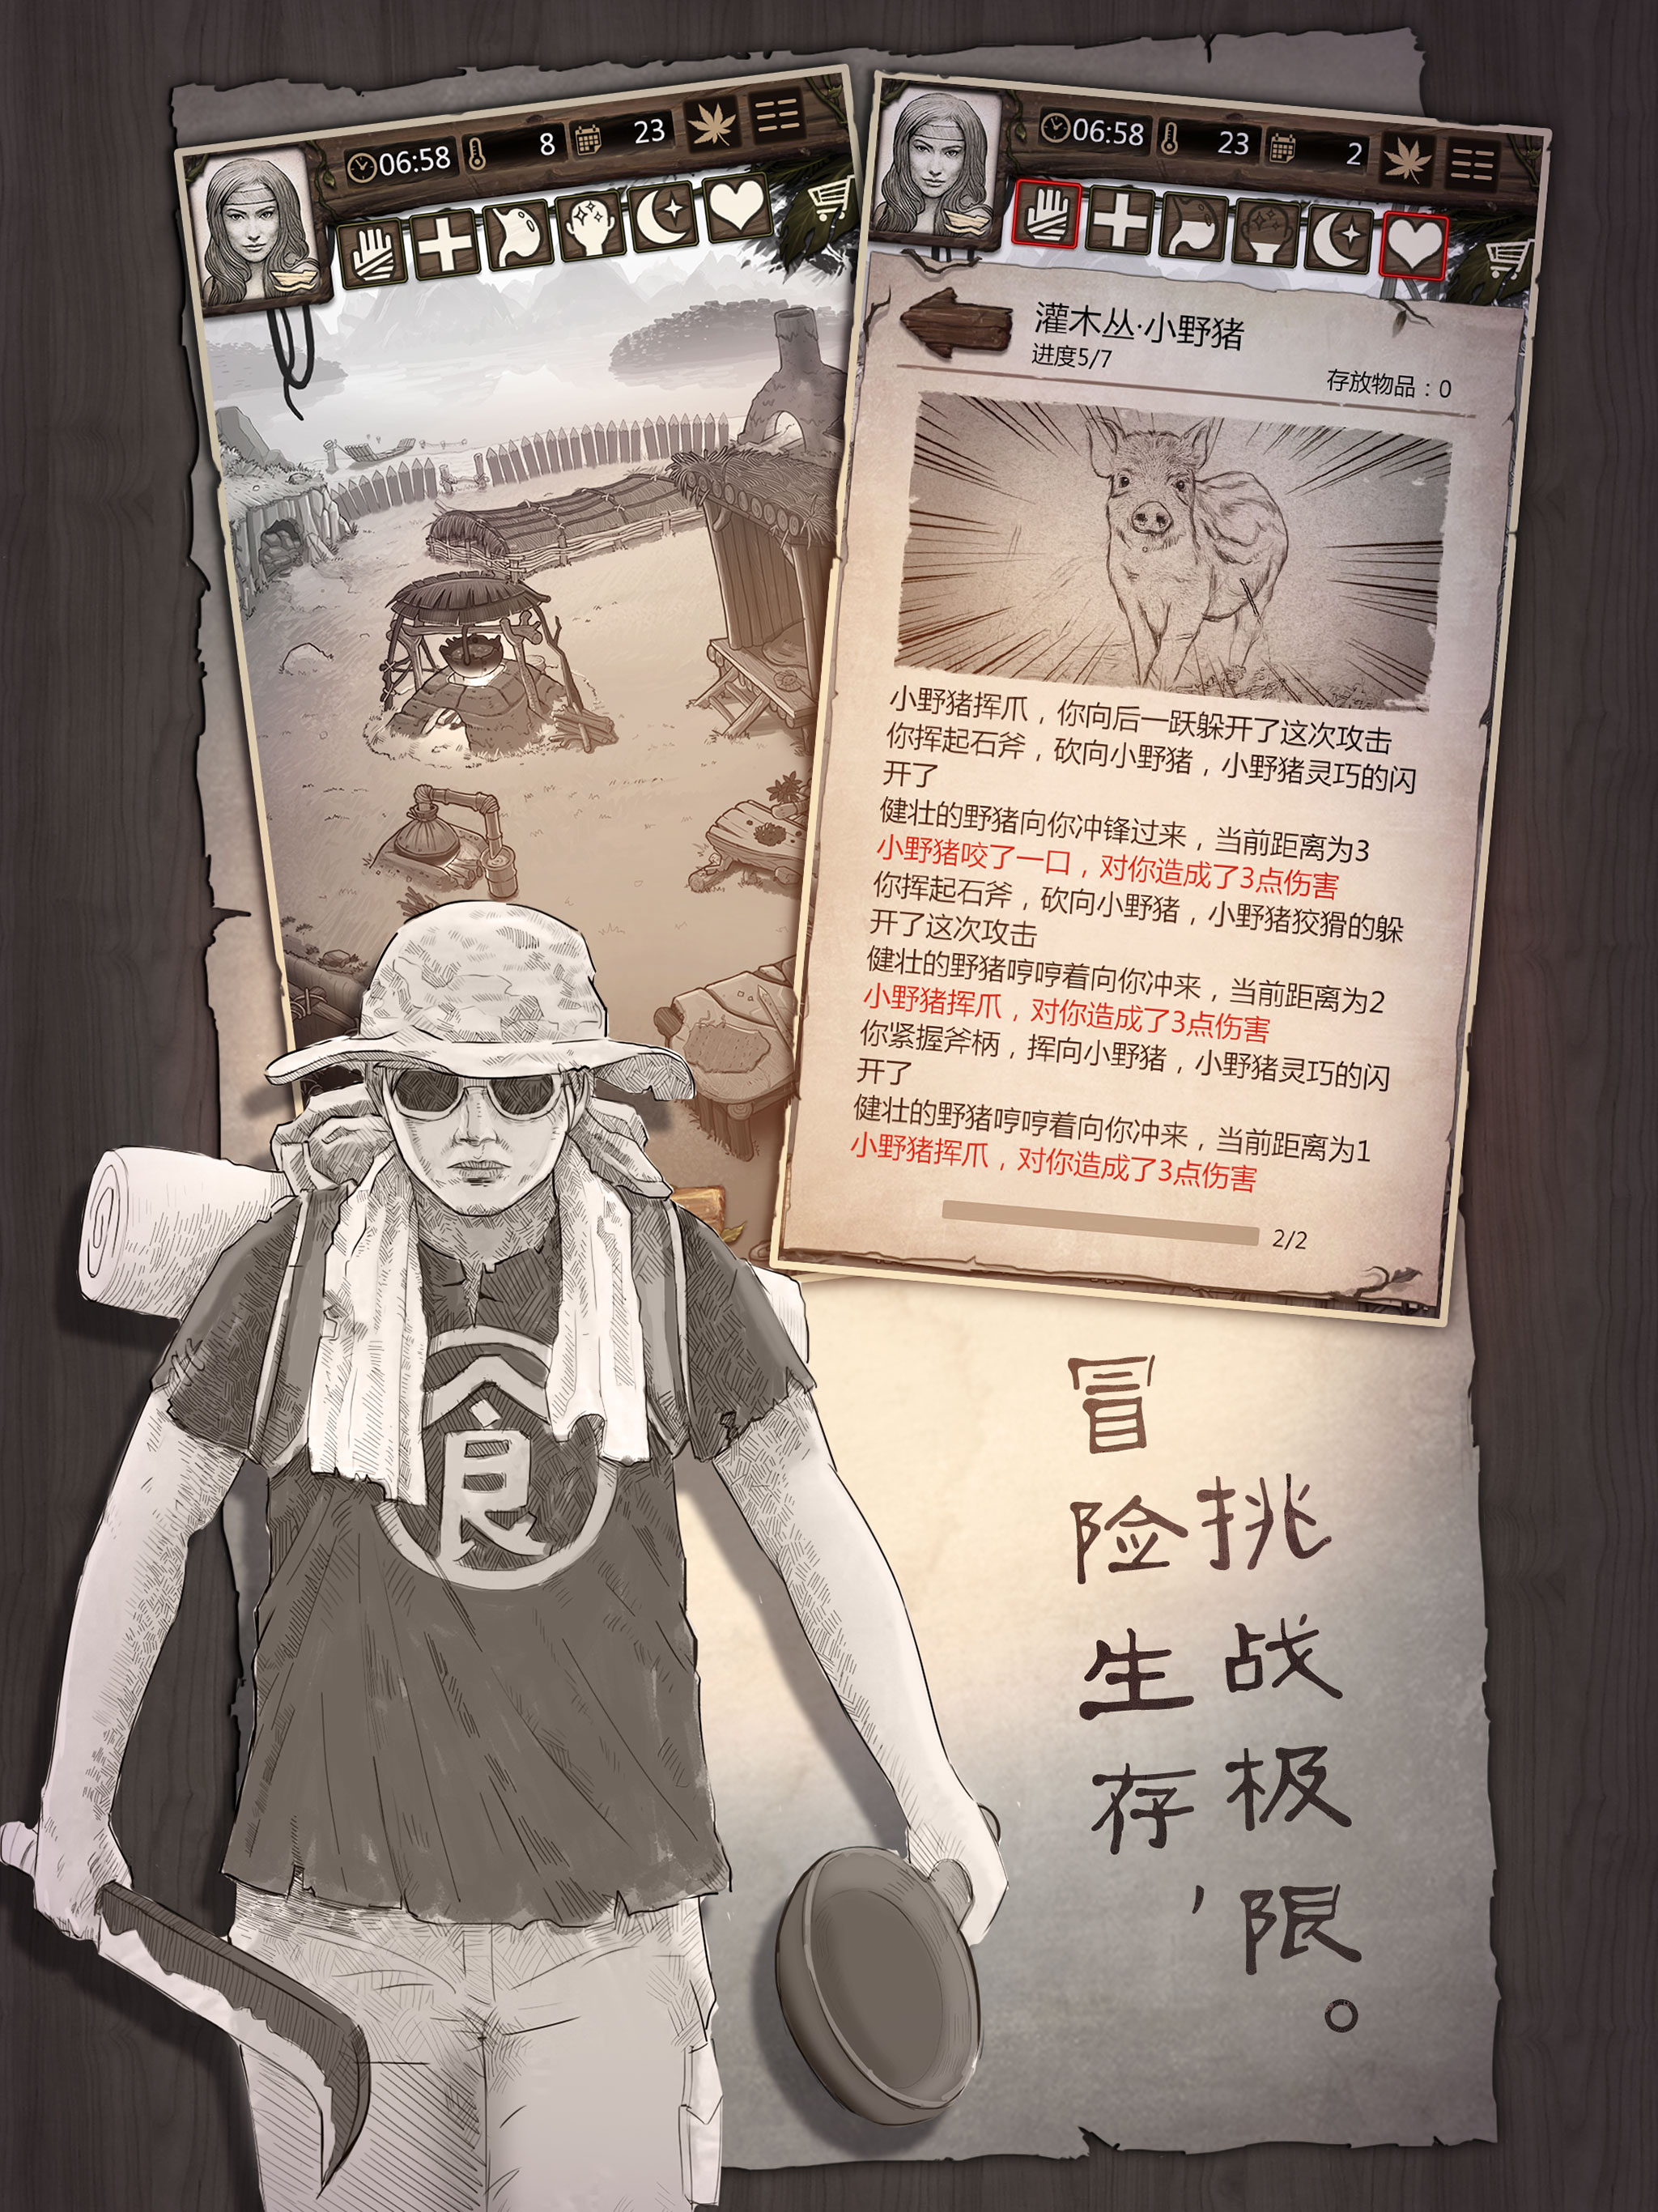 06:58 8 23
06:58 23 2
灌木丛·小野猪
进度5/7
存放物品：0
小野猪挥爪，你向后一跃躲开了这次攻击
你挥起石斧，砍向小野猪，小野猪灵巧的闪
开了
健壮的野猪向你冲锋过来，当前距离为3
小野猪咬了一口，对你造成了3点伤害
你挥起石斧，砍向小野猪，小野猪狡猾的躲
开了这次攻击
健壮的野猪哼哼着向你冲来，当前距离为2
小野猪挥爪，对你造成了3点伤害
你紧握斧柄，挥向小野猪，小野猪灵巧的闪
开了
健壮的野猪哼哼着向你冲来，当前距离为1
小野猪挥爪，对你造成了3点伤害
2/2
食
冒险生存，
挑战极限。